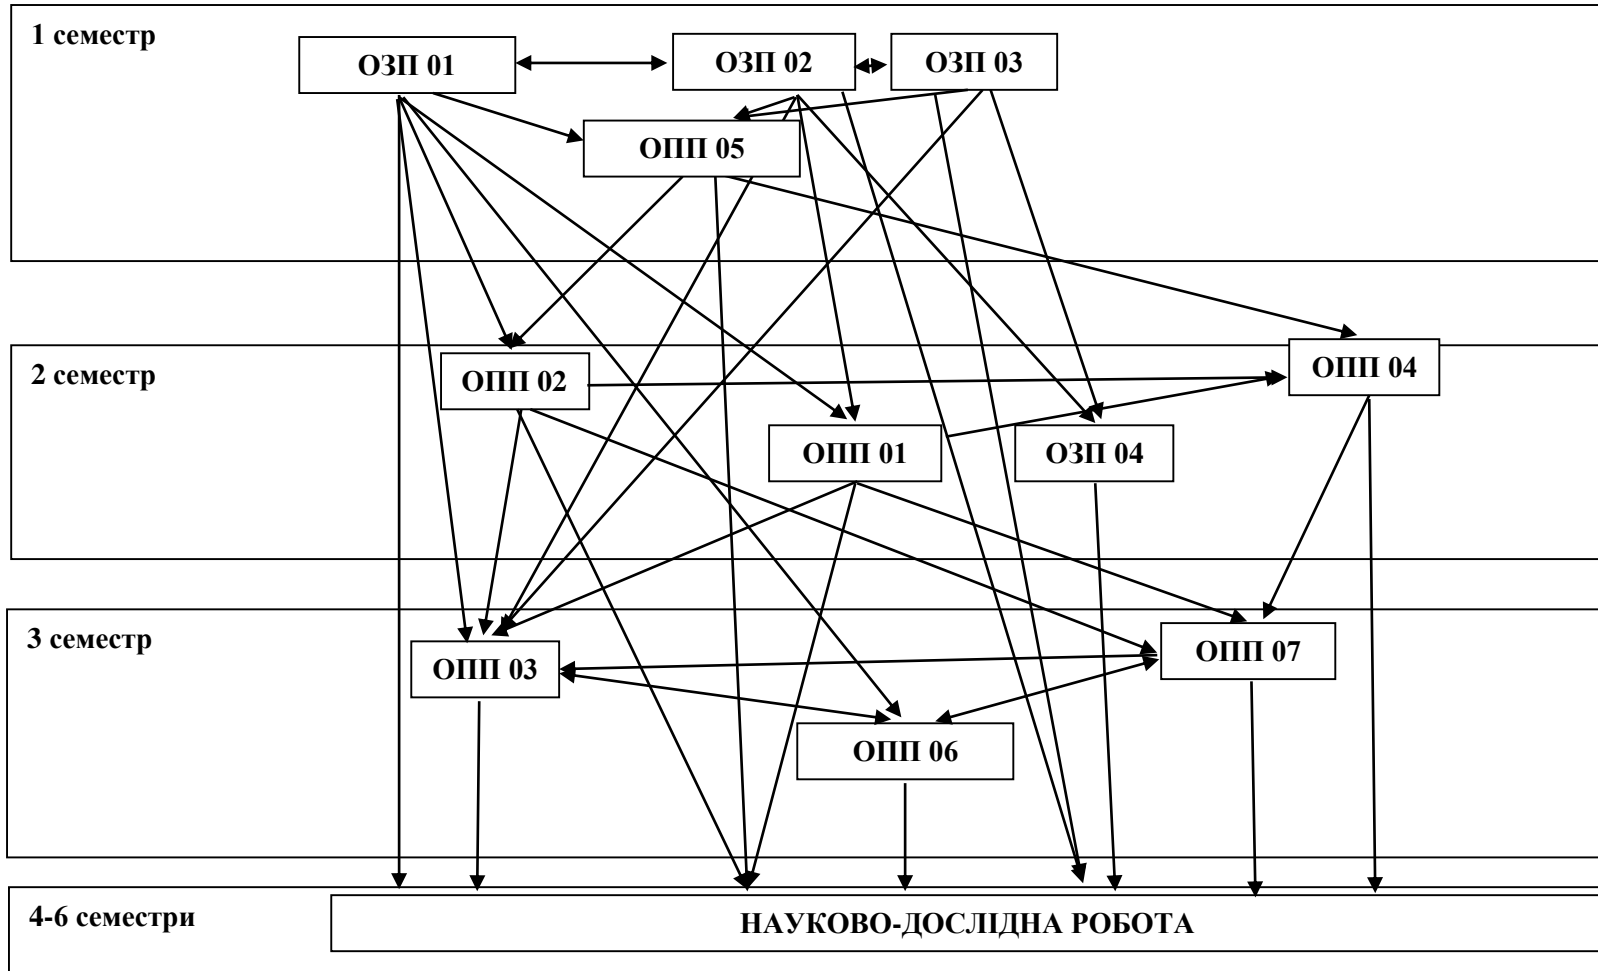 1 семестр
ОЗП 01
ОЗП 02
ОЗП 03
ОПП 05
2 семестр
ОПП 02
ОПП 04
ОПП 01
ОЗП 04
3 семестр
ОПП 03
ОПП 07
ОПП 06
4-6 семестри
НАУКОВО-ДОСЛІДНА РОБОТА